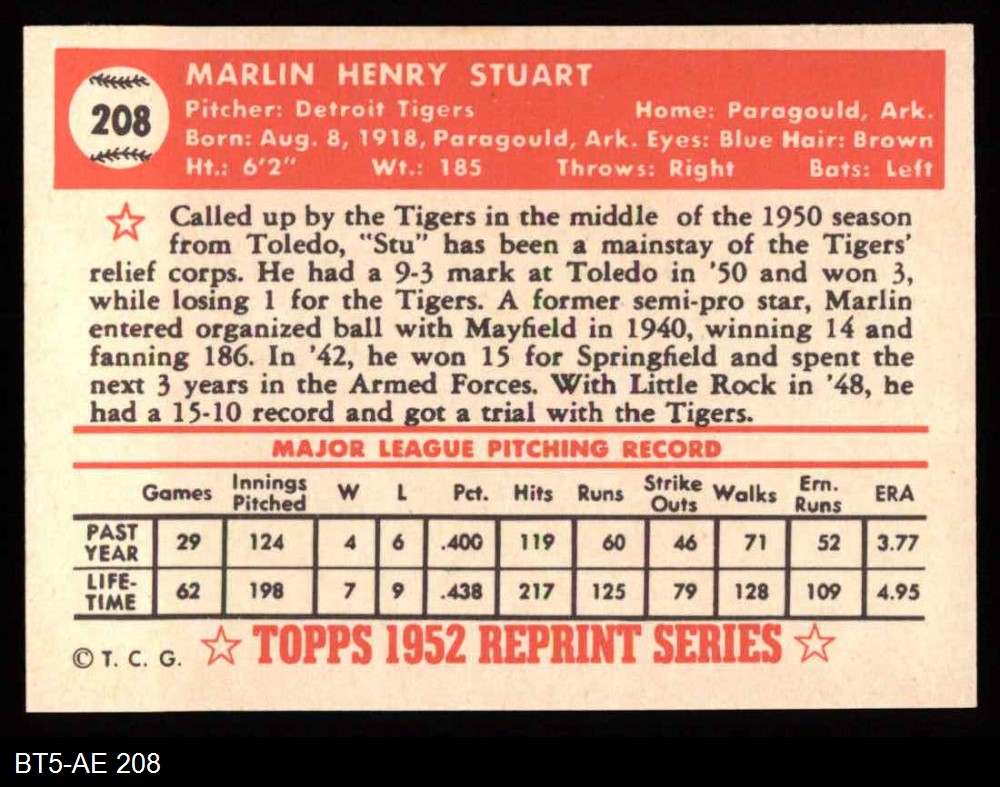 208
MARLIN HENRY STUART
Pitcher: Detroit Tigers Home: Paragould, Ark.
Born: Aug. 8, 1918, Paragould, Ark. Eyes: Blue Hair: Brown
Ht.: 6'2" Wt.: 185 Throws: Right Bats: Left
Called up by the Tigers in the middle of the 1950 season
from Toledo, "Stu" has been a mainstay of the Tigers'
relief corps. He had a 9-3 mark at Toledo in '50 and won 3,
while losing 1 for the Tigers. A former semi-pro star, Marlin
entered organized ball with Mayfield in 1940, winning 14 and
fanning 186. In '42, he won 15 for Springfield and spent the
next 3 years in the Armed Forces. With Little Rock in '48, he
had a 15-10 record and got a trial with the Tigers.
MAJOR LEAGUE PITCHING RECORD
Games Innings Pitched W L Pct. Hits Runs Strike Outs Walks Ern. Runs ERA
PAST YEAR 29 124 4 6 .400 119 60 46 71 52 3.77
LIFE-TIME 62 198 7 9 .438 217 125 79 128 109 4.95
© T. C. G. TOPPS 1952 REPRINT SERIES
BT5-AE 208